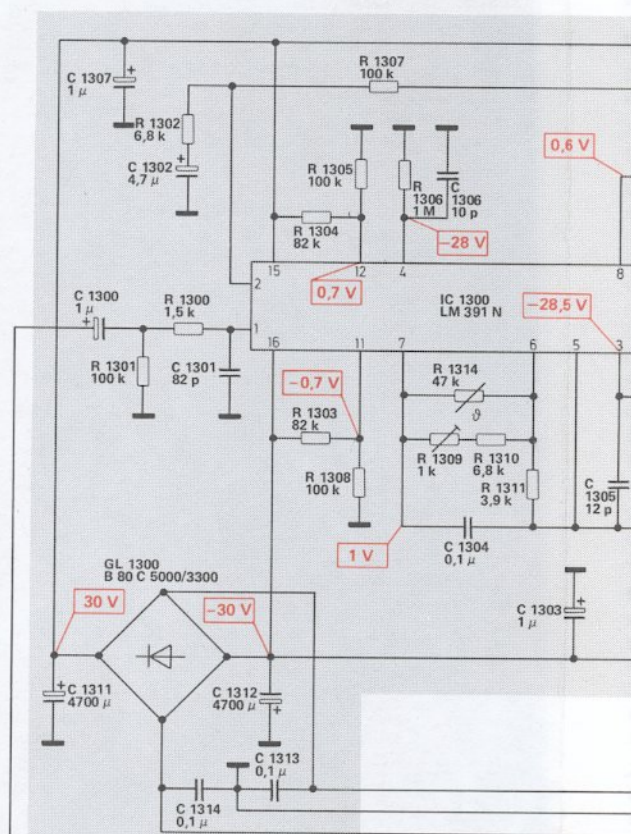 C 1307
1 µ
R 1302
6,8 k
C 1302
4,7 µ
R 1307
100 k
R 1305
100 k
R 1304
82 k
R
1306
1 M
C
1306
10 p
0,6 V
−28 V
0,7 V
15
12
4
8
2
1
IC 1300
LM 391 N
−28,5 V
16
11
7
6
5
3
C 1300
1 µ
R 1300
1,5 k
R 1301
100 k
C 1301
82 p
−0,7 V
R 1303
82 k
R 1308
100 k
R 1314
47 k
ϑ
R 1309
1 k
R 1310
6,8 k
R 1311
3,9 k
C
1305
12 p
1 V
C 1304
0,1 µ
GL 1300
B 80 C 5000/3300
30 V
−30 V
C 1303
1 µ
C 1311
4700 µ
C 1312
4700 µ
C 1313
0,1 µ
C 1314
0,1 µ